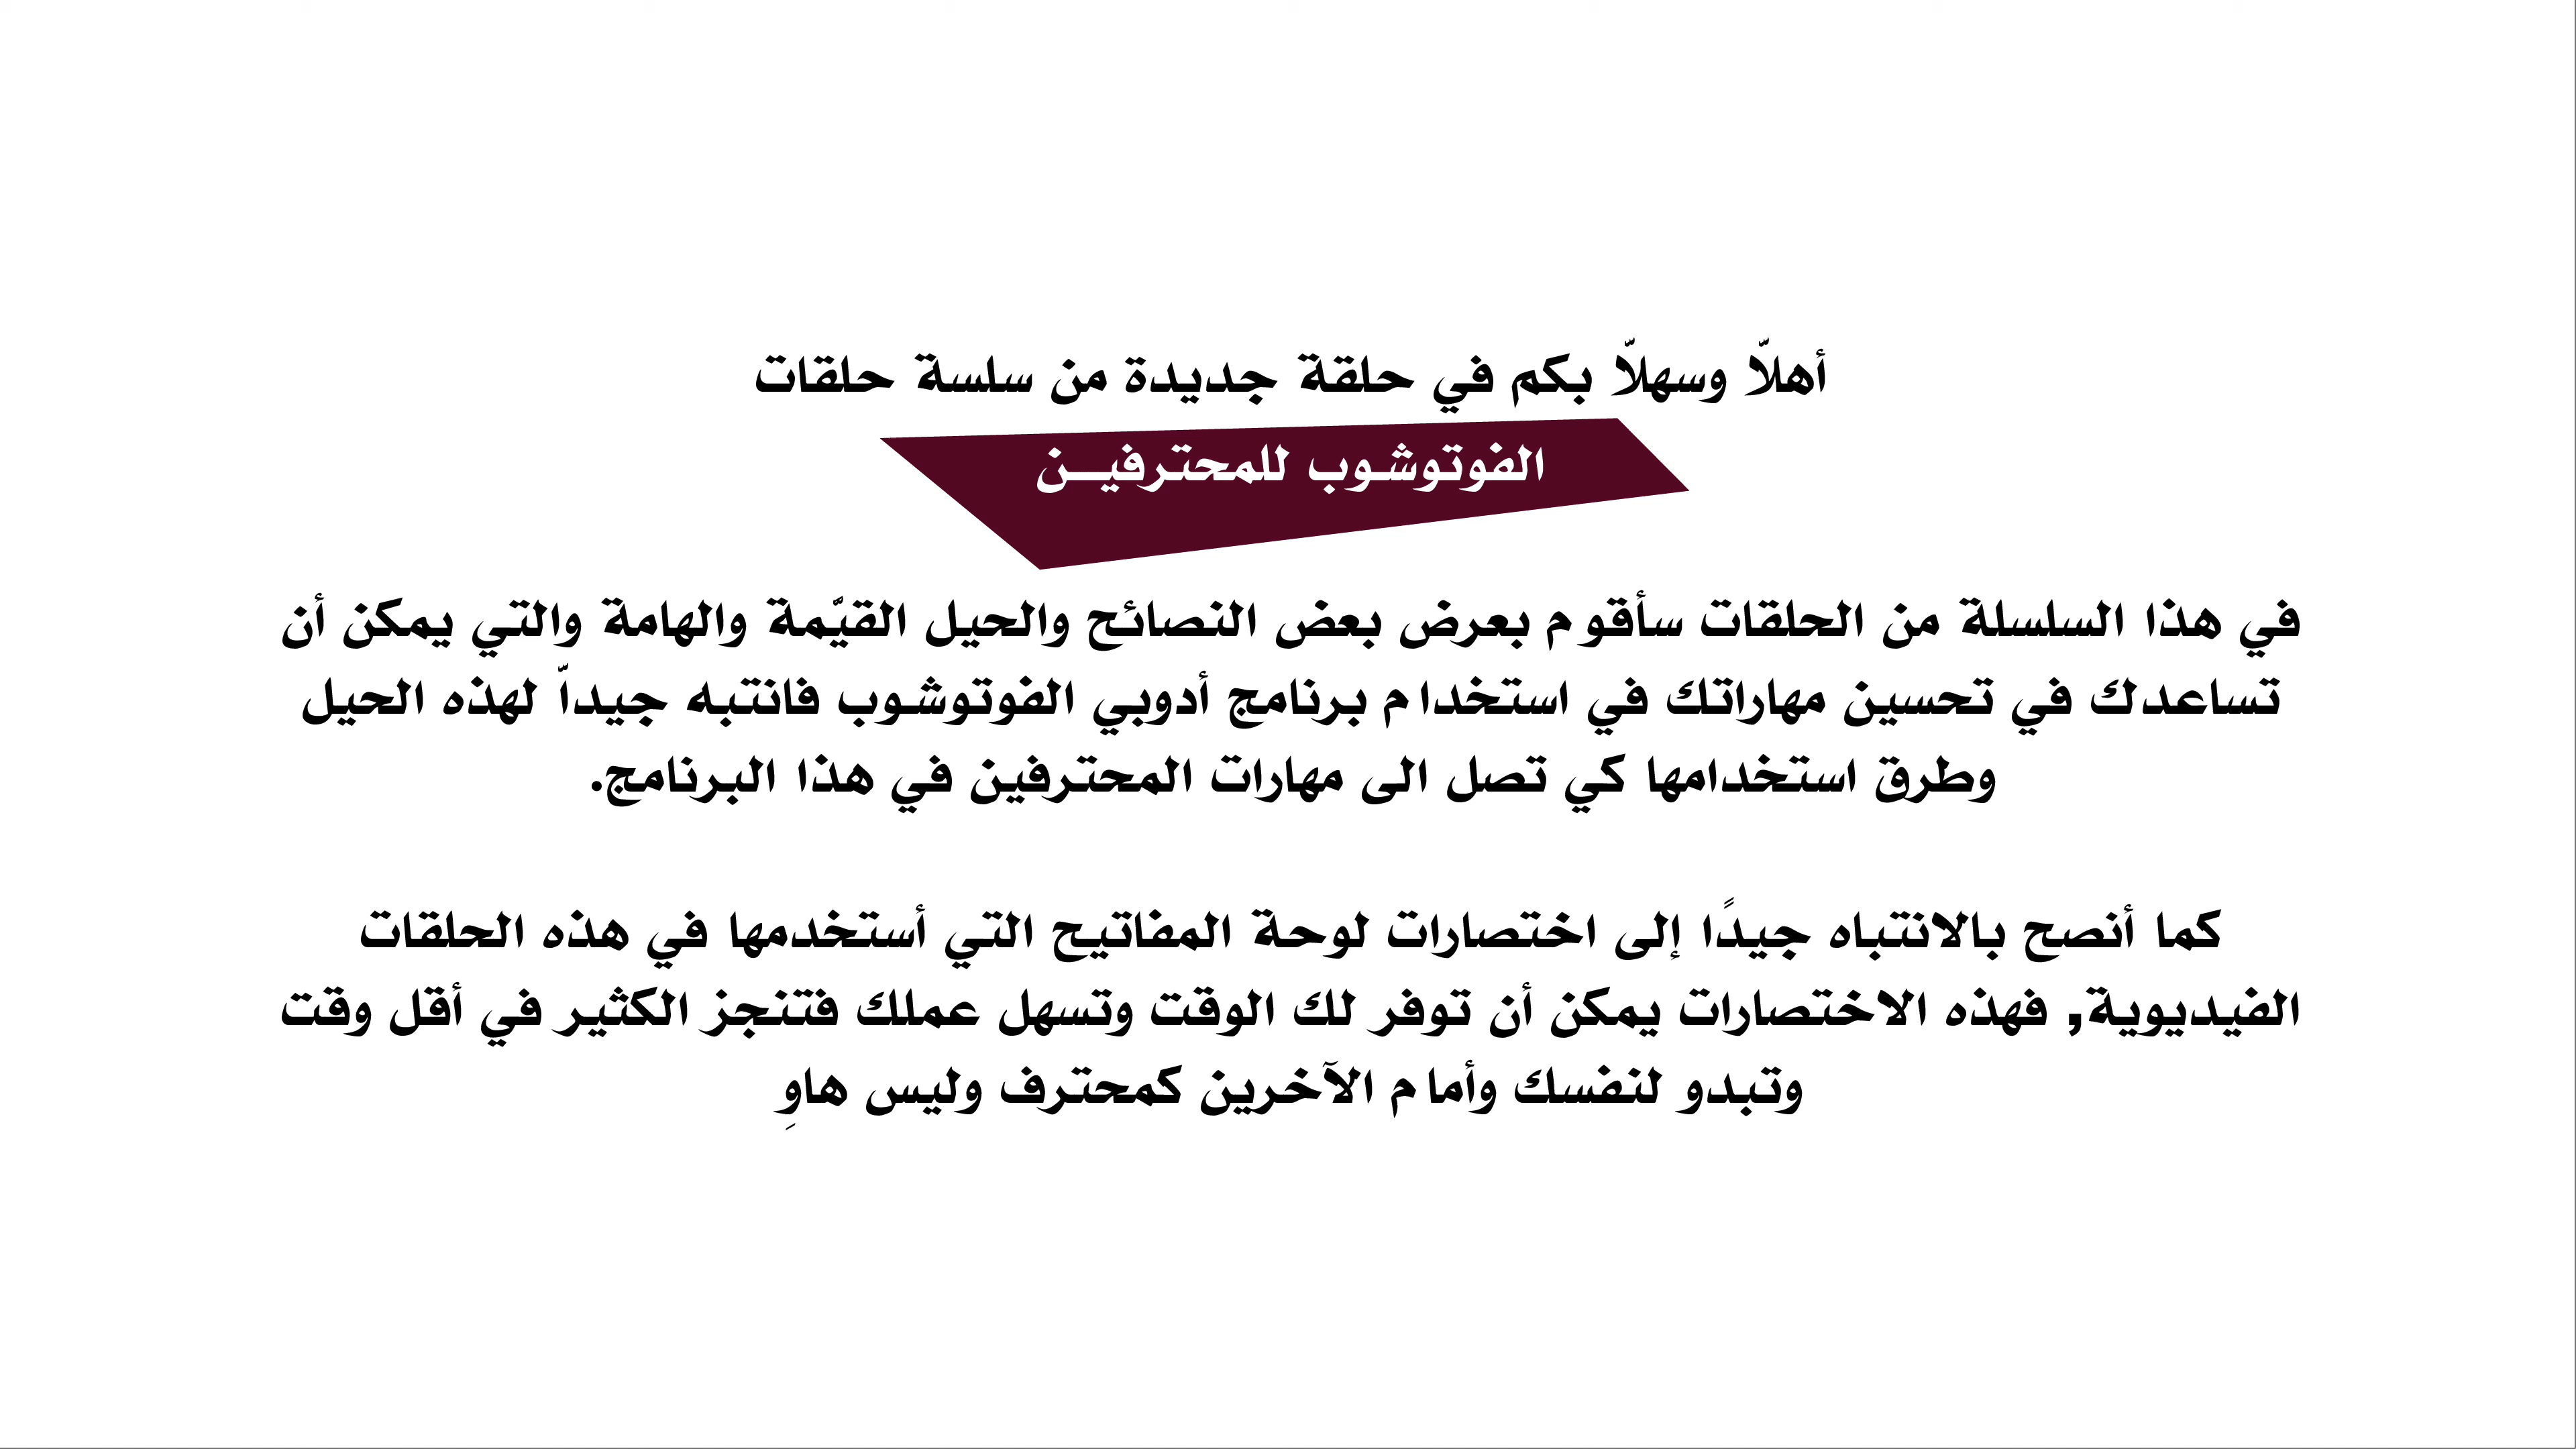 أهلاّ وسهلاّ بكم في حلقة جديدة من سلسة حلقات
الفوتوشوب للمحترفيــن
في هذا السلسلة من الحلقات سأقوم بعرض بعض النصائح والحيل القيّمة والهامة والتي يمكن أن
تساعدك في تحسين مهاراتك في استخدام برنامج أدوبي الفوتوشوب فانتبه جيداّ لهذه الحيل
وطرق استخدامها كي تصل الى مهارات المحترفين في هذا البرنامج.
كما أنصح بالانتباه جيدًا إلى اختصارات لوحة المفاتيح التي أستخدمها في هذه الحلقات
الفيديوية, فهذه الاختصارات يمكن أن توفر لك الوقت وتسهل عملك فتنجز الكثير في أقل وقت
وتبدو لنفسك وأمام الآخرين كمحترف وليس هاوِ